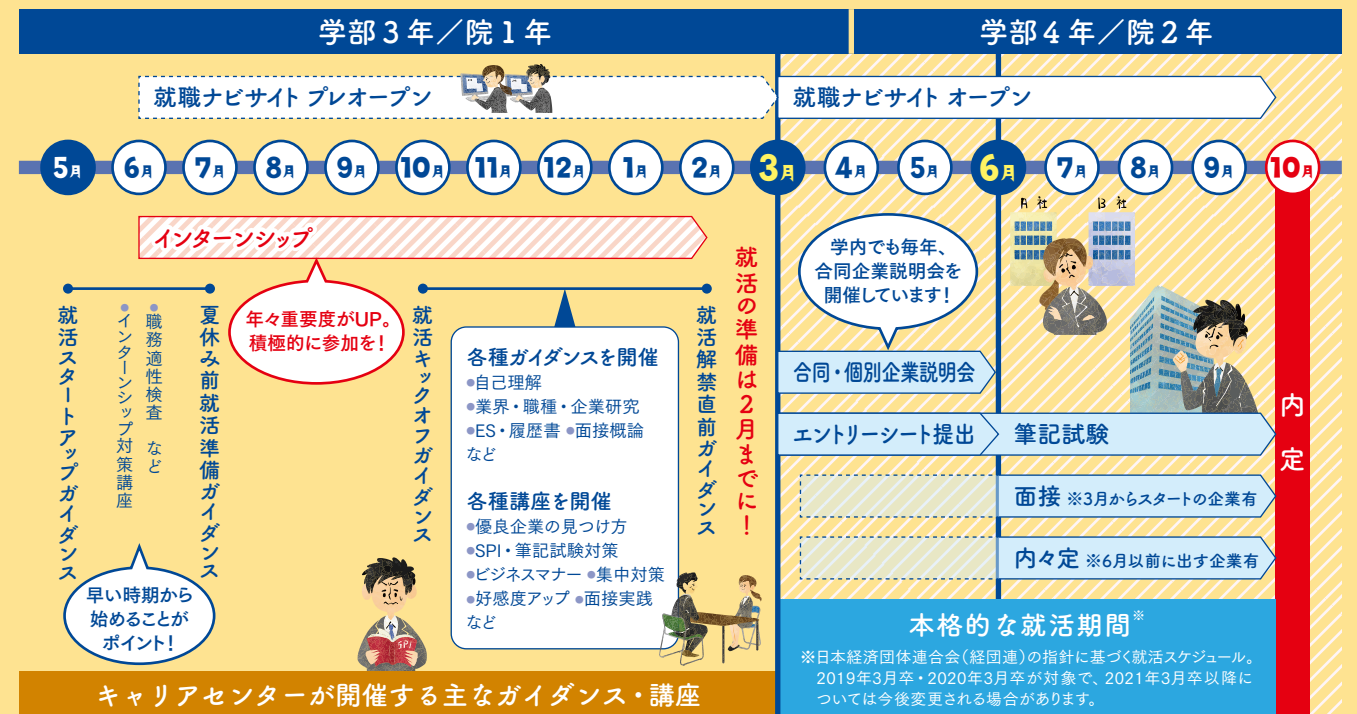 学部3年／院1年
学部4年／院2年
就職ナビサイト プレオープン
就職ナビサイト オープン
5月
6月
7月
8月
9月
10月
11月
12月
1月
2月
3月
4月
5月
6月
7月
8月
9月
10月
インターンシップ
年々重要度がUP。
積極的に参加を！
就活スタートアップガイダンス
●職務適性検査 など
●インターンシップ対策講座
夏休み前就活準備ガイダンス
早い時期から
始めることが
ポイント！
就活キックオフガイダンス
SPI
各種ガイダンスを開催
●自己理解
●業界・職種・企業研究
●ES・履歴書 ●面接概論
など
各種講座を開催
●優良企業の見つけ方
●SPI・筆記試験対策
●ビジネスマナー ●集中対策
●好感度アップ ●面接実践
など
就活解禁直前ガイダンス
就活の準備は2月までに！
キャリアセンターが開催する主なガイダンス・講座
学内でも毎年、
合同企業説明会を
開催しています！
A社
B社
合同・個別企業説明会
エントリーシート提出
筆記試験
面接 ※3月からスタートの企業有
内々定 ※6月以前に出す企業有
内定
本格的な就活期間※
※日本経済団体連合会（経団連）の指針に基づく就活スケジュール。
2019年3月卒・2020年3月卒が対象で、2021年3月卒以降に
ついては今後変更される場合があります。